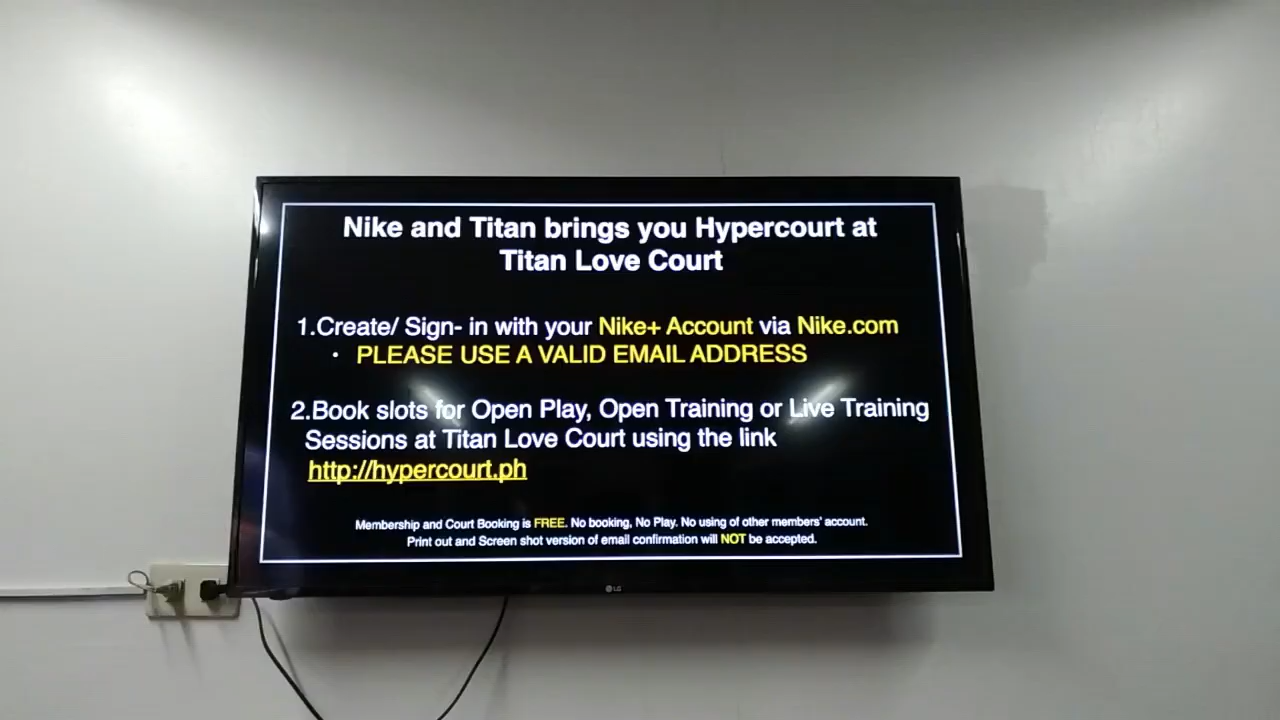 Nike and Titan brings you Hypercourt at
Titan Love Court
1.Create/ Sign- in with your Nike+ Account via Nike.com
• PLEASE USE A VALID EMAIL ADDRESS
2.Book slots for Open Play, Open Training or Live Training
Sessions at Titan Love Court using the link
http://hypercourt.ph
Membership and Court Booking is FREE. No booking, No Play. No using of other members' account.
Print out and Screen shot version of email confirmation will NOT be accepted.
LG